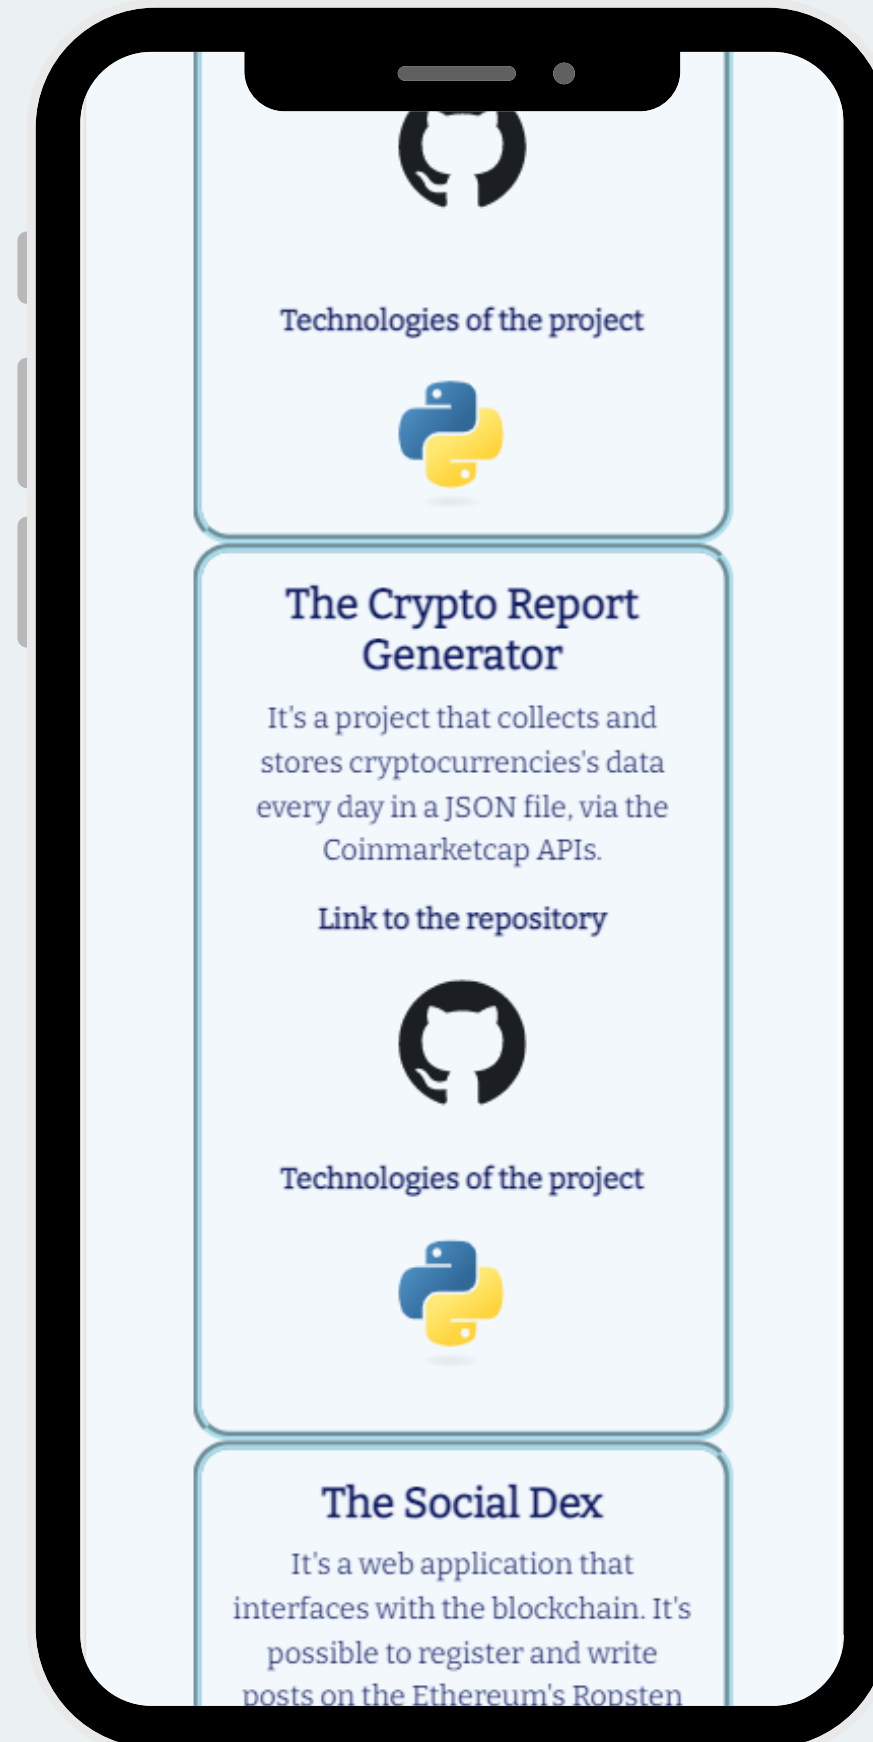 Technologies of the project
The Crypto Report
Generator
It's a project that collects and
stores cryptocurrencies's data
every day in a JSON file, via the
Coinmarketcap APIs.
Link to the repository
Technologies of the project
The Social Dex
It's a web application that
interfaces with the blockchain. It's
possible to register and write
posts on the Ethereum's Ropsten